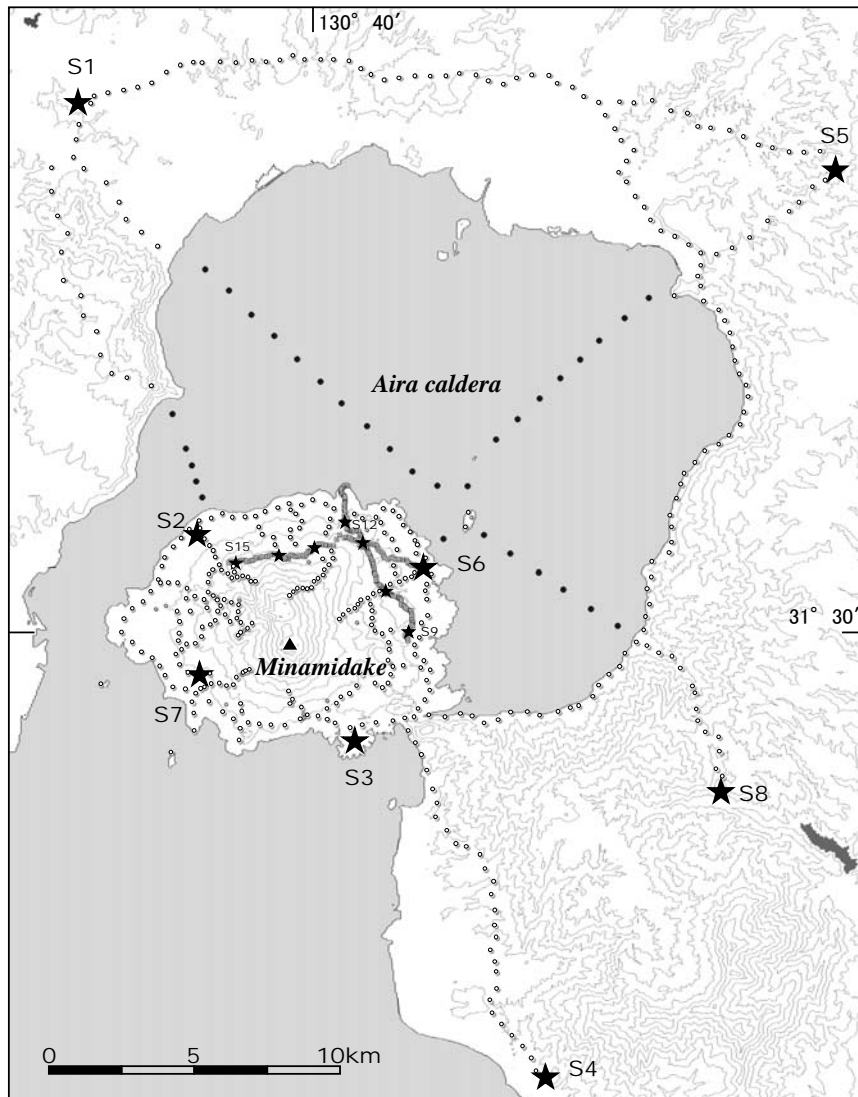 130° 40′
S1
S5
Aira caldera
S2
S12
S15
S6
S9
31° 30′
Minamidake
S7
S3
S8
0 5 10km
S4